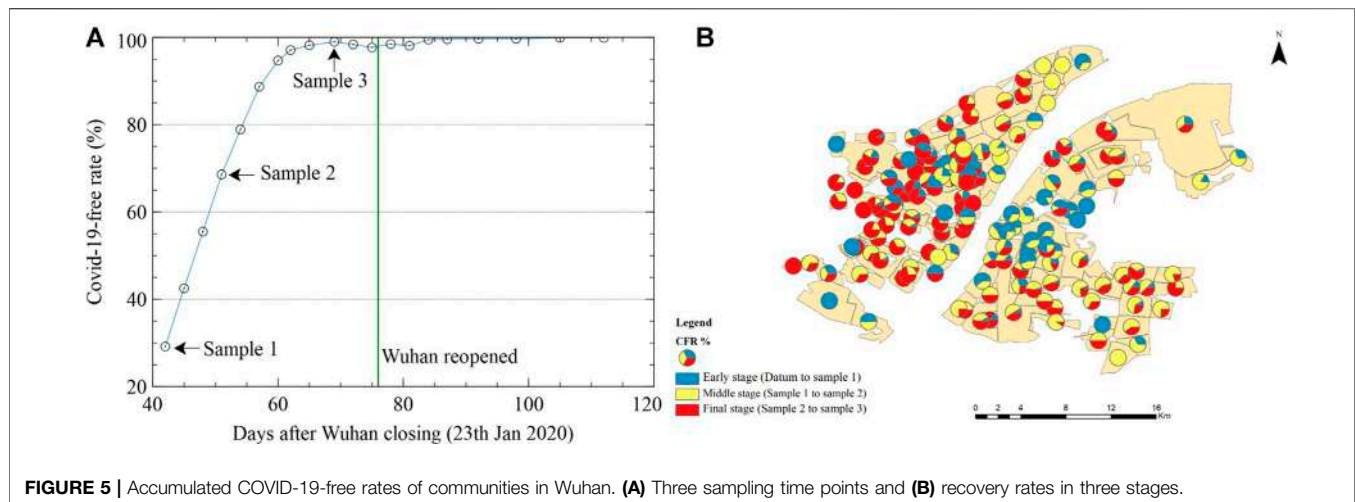 A
Covid-19-free rate (%)
100
80
60
40
20
Sample 3
Sample 2
Sample 1
Wuhan reopened
40 60 80 100 120
Days after Wuhan closing (23th Jan 2020)
B
N
Legend
CFR %
Early stage (Datum to sample 1)
Middle stage (Sample 1 to sample 2)
Final stage (Sample 2 to sample 3)
0 1 2 4 8 12 16
Km
FIGURE 5 | Accumulated COVID-19-free rates of communities in Wuhan. (A) Three sampling time points and (B) recovery rates in three stages.